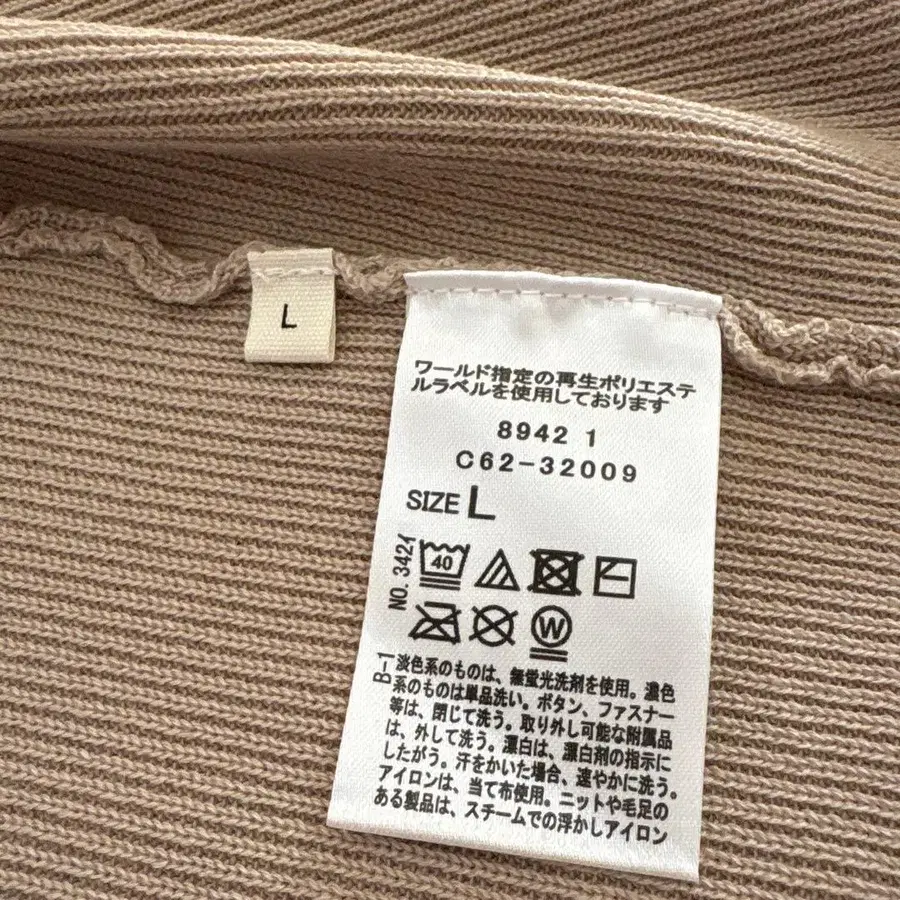 L
ワールド指定の再生ポリエステ
ルラベルを使用しております
8942 1
C62-32009
SIZE L
NO. 3424
40
W
B-1
淡色系のものは、無蛍光洗剤を使用。濃色
系のものは単品洗い。ボタン、ファスナー
等は、閉じて洗う。取り外し可能な附属品
は、外して洗う。漂白は、漂白剤の指示に
したがう。汗をかいた場合、速やかに洗う。
アイロンは、当て布使用。ニットや毛足の
ある製品は、スチームでの浮かしアイロン